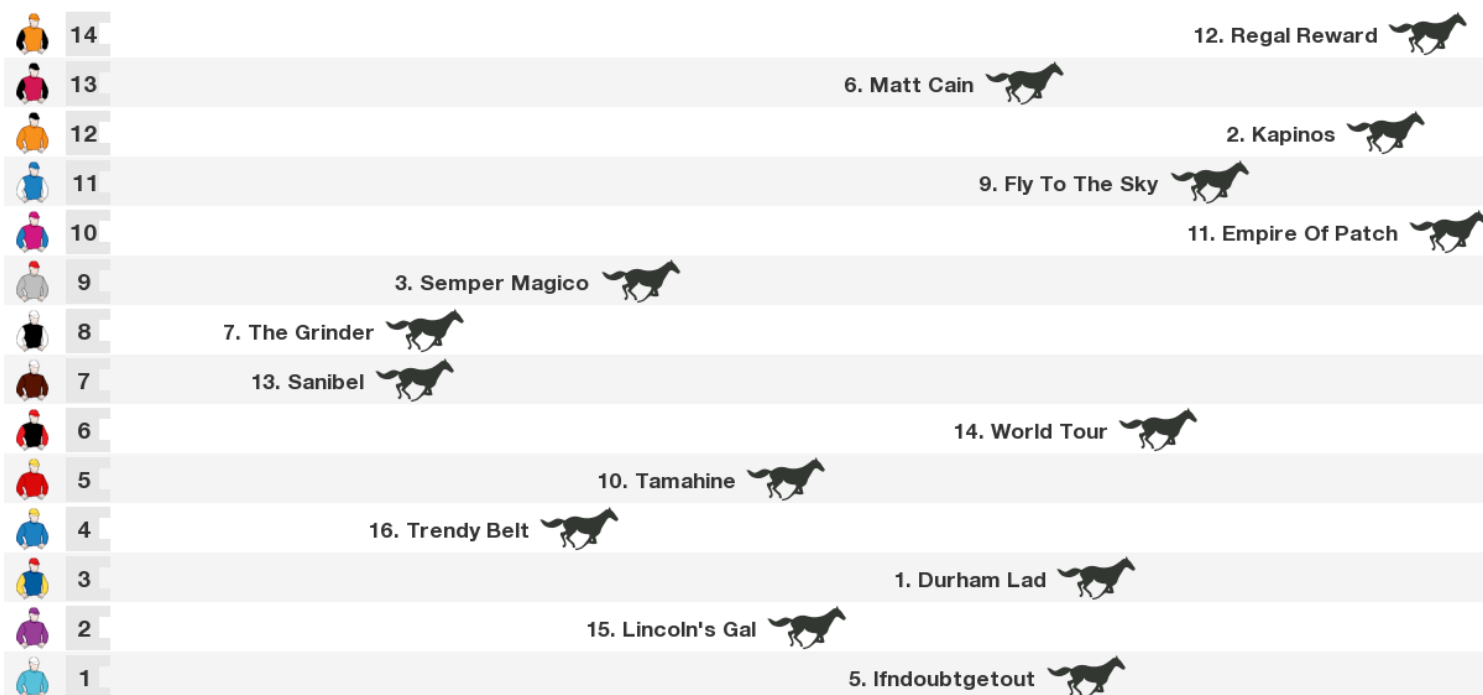 14 12. Regal Reward
13 6. Matt Cain
12 2. Kapinos
11 9. Fly To The Sky
10 11. Empire Of Patch
9 3. Semper Magico
8 7. The Grinder
7 13. Sanibel
6 14. World Tour
5 10. Tamahine
4 16. Trendy Belt
3 1. Durham Lad
2 15. Lincoln's Gal
1 5. Ifndoubtgetout